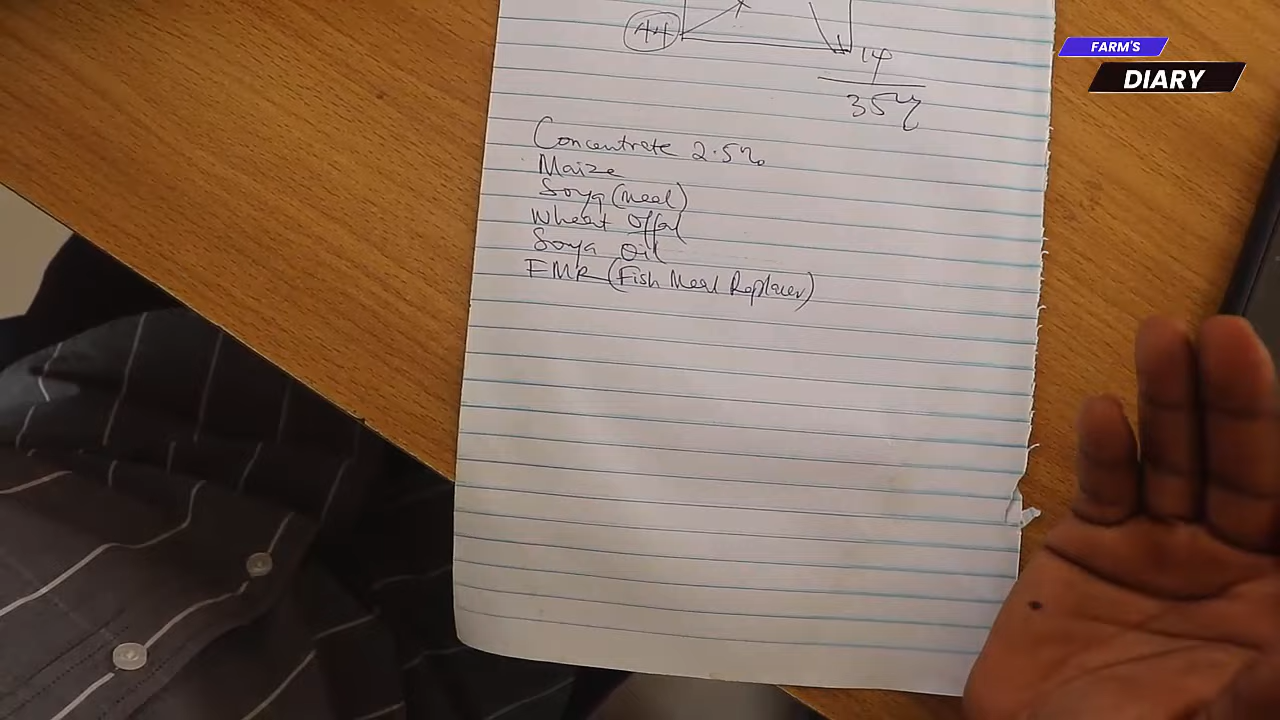 FARM'S
DIARY
44
14
35%
Concentrate 2.5%
Maize
Soya (meal)
Wheat Offal
Soya Oil
FMR (Fish Meal Replacer)